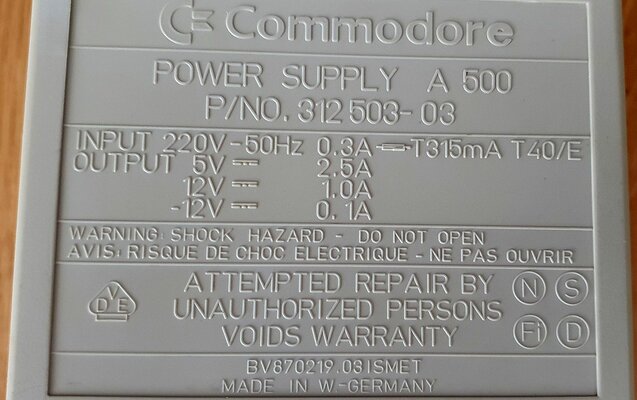 Commodore
POWER SUPPLY A 500
P/NO. 312 503-03
INPUT 220V-50Hz 0.3A T315mA T40/E
OUTPUT 5V 2.5A
12V 1.0A
-12V 0.1A
WARNING: SHOCK HAZARD - DO NOT OPEN
AVIS: RISQUE DE CHOC ELECTRIQUE - NE PAS OUVRIR
VDE
ATTEMPTED REPAIR BY
UNAUTHORIZED PERSONS
VOIDS WARRANTY
N S
Fi D
BV870219.03 ISMET
MADE IN W-GERMANY